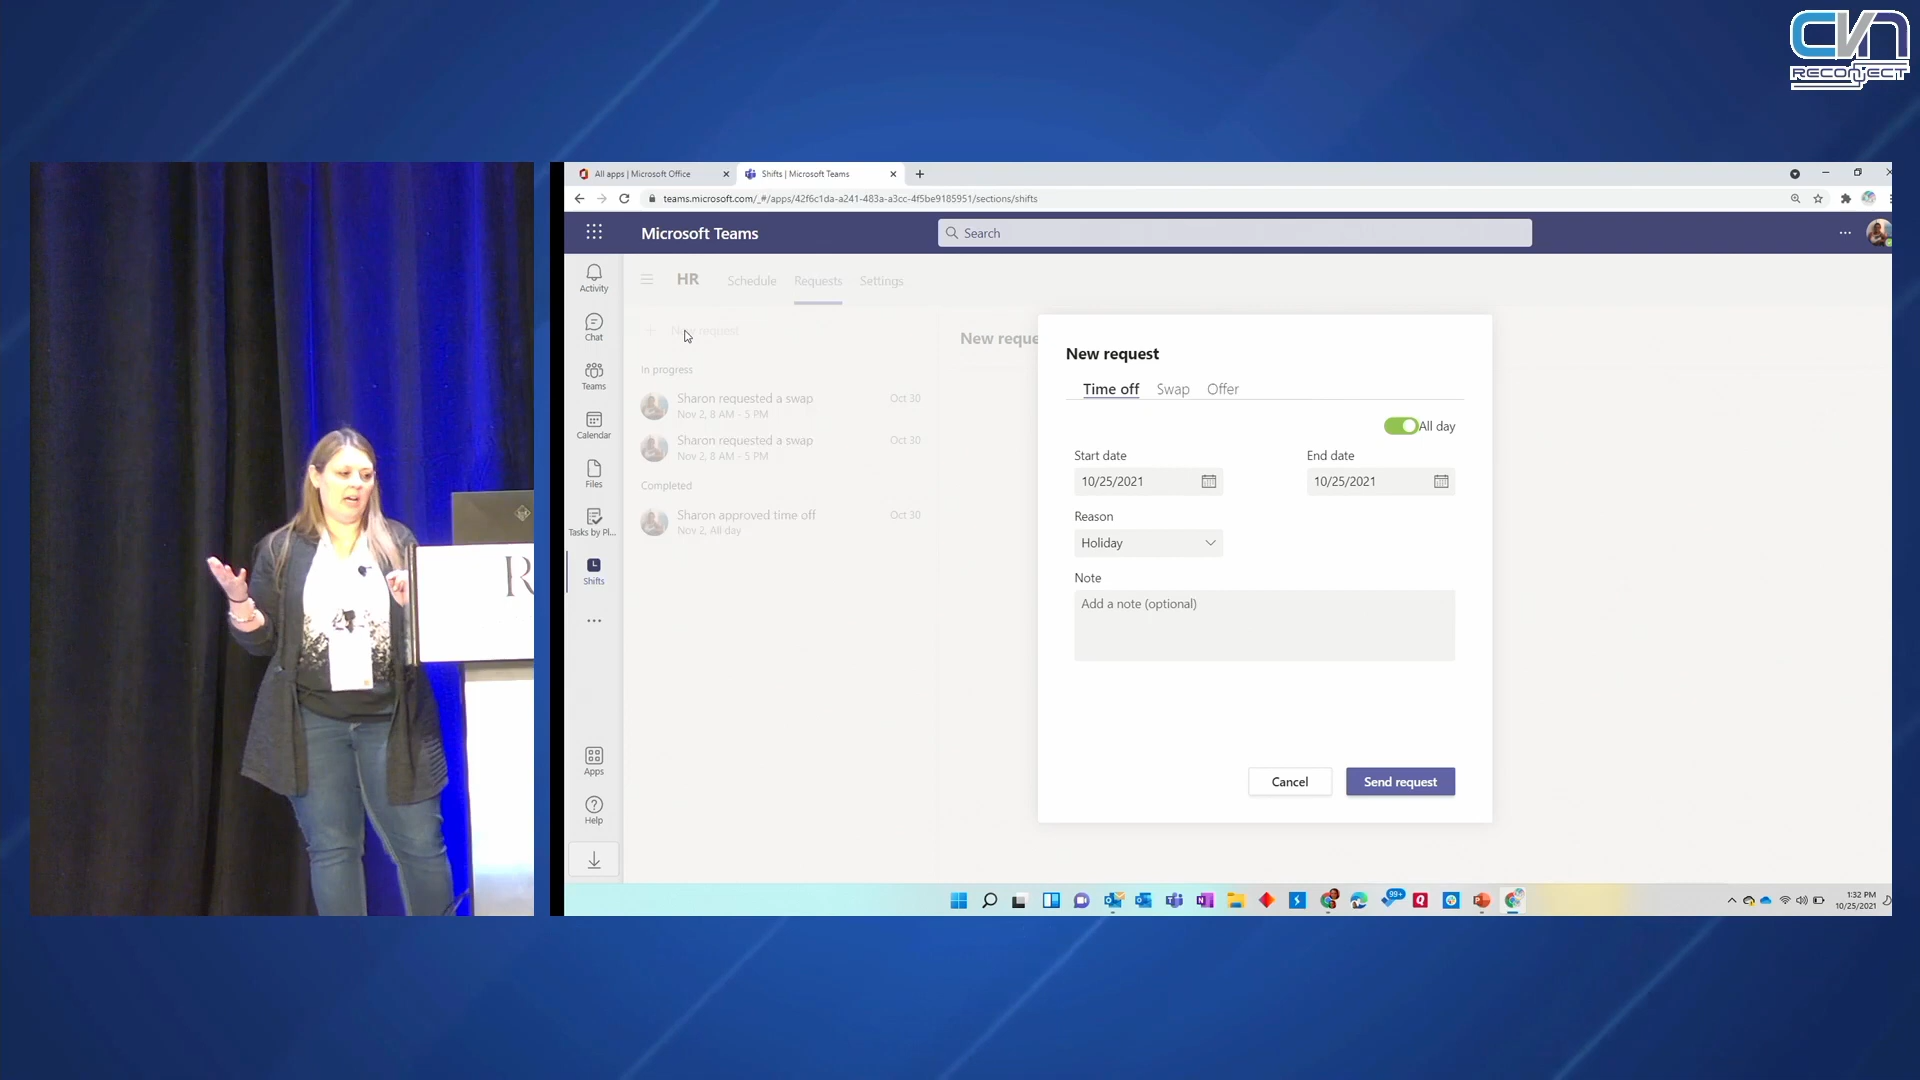 CVN
RECONJECT
All apps | Microsoft Office
Shifts | Microsoft Teams
teams.microsoft.com/_#/apps/42f6c1da-a241-483a-a3cc-4f5be9185951/sections/shifts
Microsoft Teams
Search
Activity
Chat
Teams
Calendar
Files
Tasks by Pl...
Shifts
Apps
Help
HR
Schedule
Requests
Settings
New request
In progress
Sharon requested a swap
Oct 30
Nov 2, 8 AM - 5 PM
Sharon requested a swap
Oct 30
Nov 2, 8 AM - 5 PM
Completed
Sharon approved time off
Oct 30
Nov 2, All day
New reque
New request
Time off
Swap
Offer
All day
Start date
End date
10/25/2021
10/25/2021
Reason
Holiday
Note
Add a note (optional)
Cancel
Send request
R
99+
1:32 PM
10/25/2021